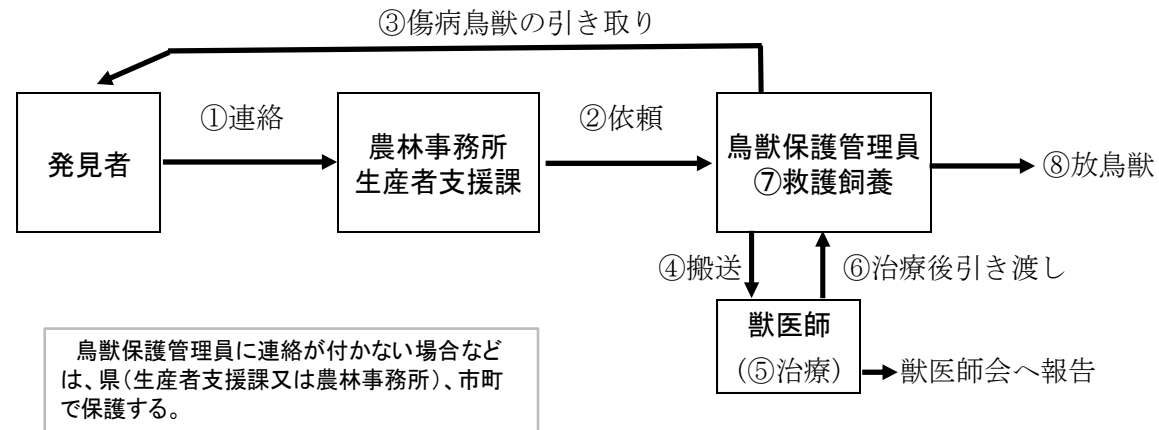 ③傷病鳥獣の引き取り
①連絡
②依頼
発見者
農林事務所
生産者支援課
鳥獣保護管理員
⑦救護飼養
⑧放鳥獣
④搬送
⑥治療後引き渡し
獣医師
（⑤治療）
獣医師会へ報告
鳥獣保護管理員に連絡が付かない場合など
は、県（生産者支援課又は農林事務所）、市町
で保護する。